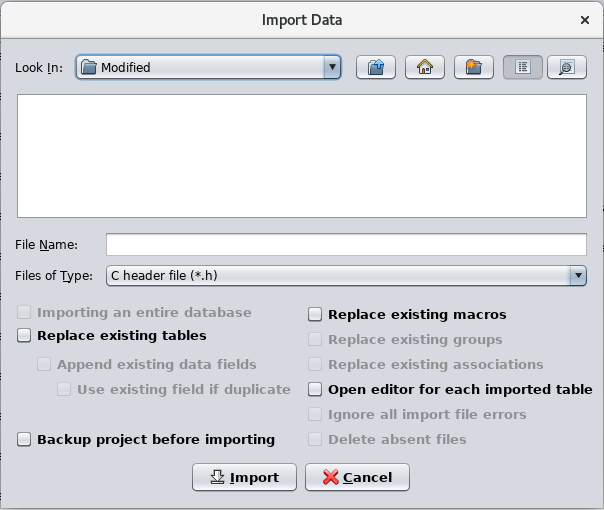 Import Data
Look In: Modified
File Name:
Files of Type: C header file (*.h)
Importing an entire database
Replace existing tables
Append existing data fields
Use existing field if duplicate
Backup project before importing
Replace existing macros
Replace existing groups
Replace existing associations
Open editor for each imported table
Ignore all import file errors
Delete absent files
Import
Cancel